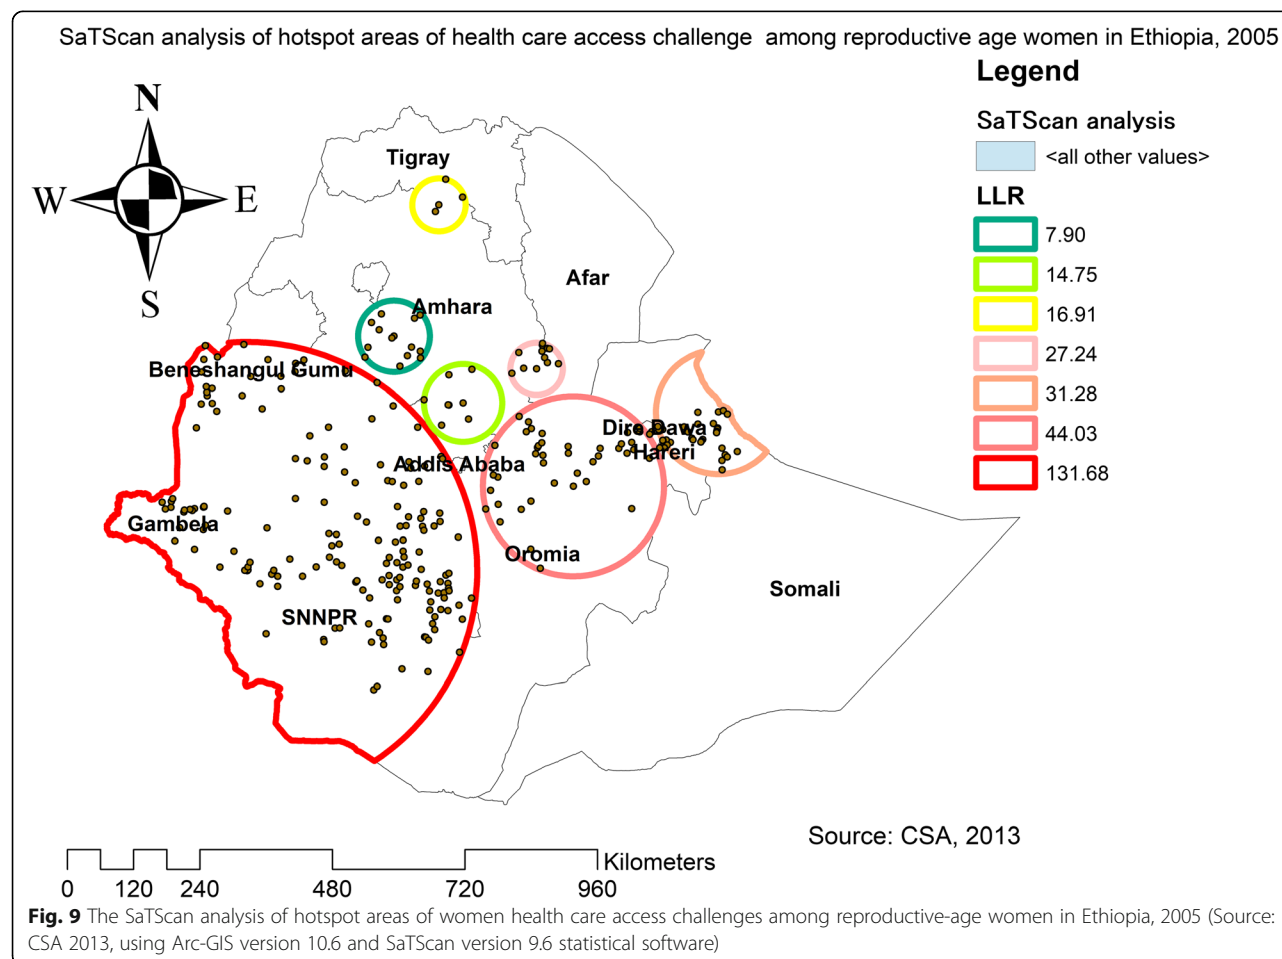 SaTScan analysis of hotspot areas of health care access challenge among reproductive age women in Ethiopia, 2005
Legend
N
SaTScan analysis
<all other values>
Tigray
LLR
W
E
7.90
14.75
Afar
S
Amhara
16.91
27.24
Beneshangul Gumu
31.28
Dire Dawa
44.03
Hareri
Addis Ababa
131.68
Gambela
Oromia
Somali
SNNPR
Source: CSA, 2013
Kilometers
0 120 240 480 720 960
Fig. 9 The SaTScan analysis of hotspot areas of women health care access challenges among reproductive-age women in Ethiopia, 2005 (Source:
CSA 2013, using Arc-GIS version 10.6 and SaTScan version 9.6 statistical software)